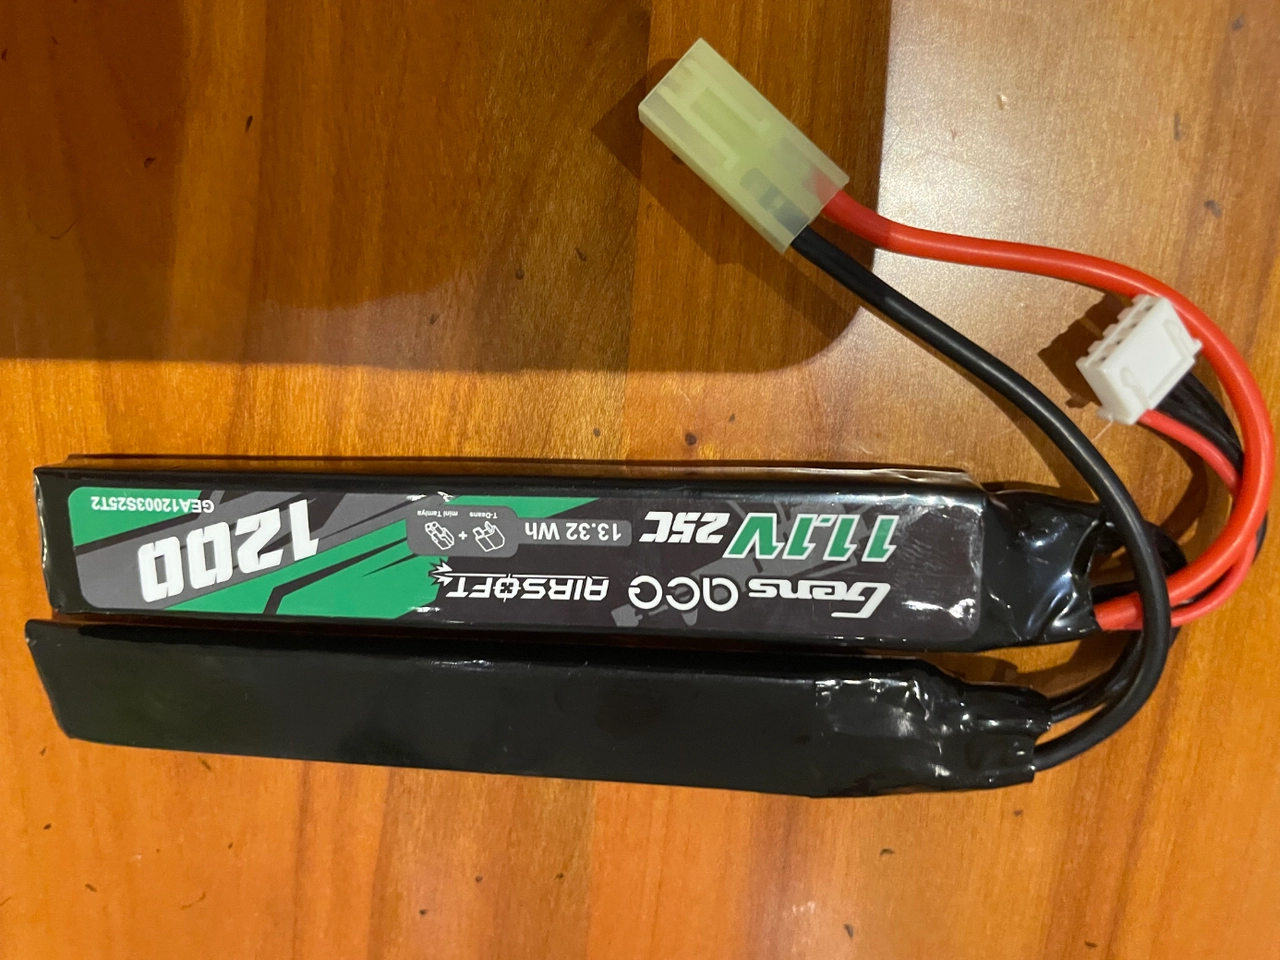 Gens ace AIRSOFT
11.1V 25C 13.32 Wh +
T-Deans mini Tamiya
1200
GEA12003S25T2